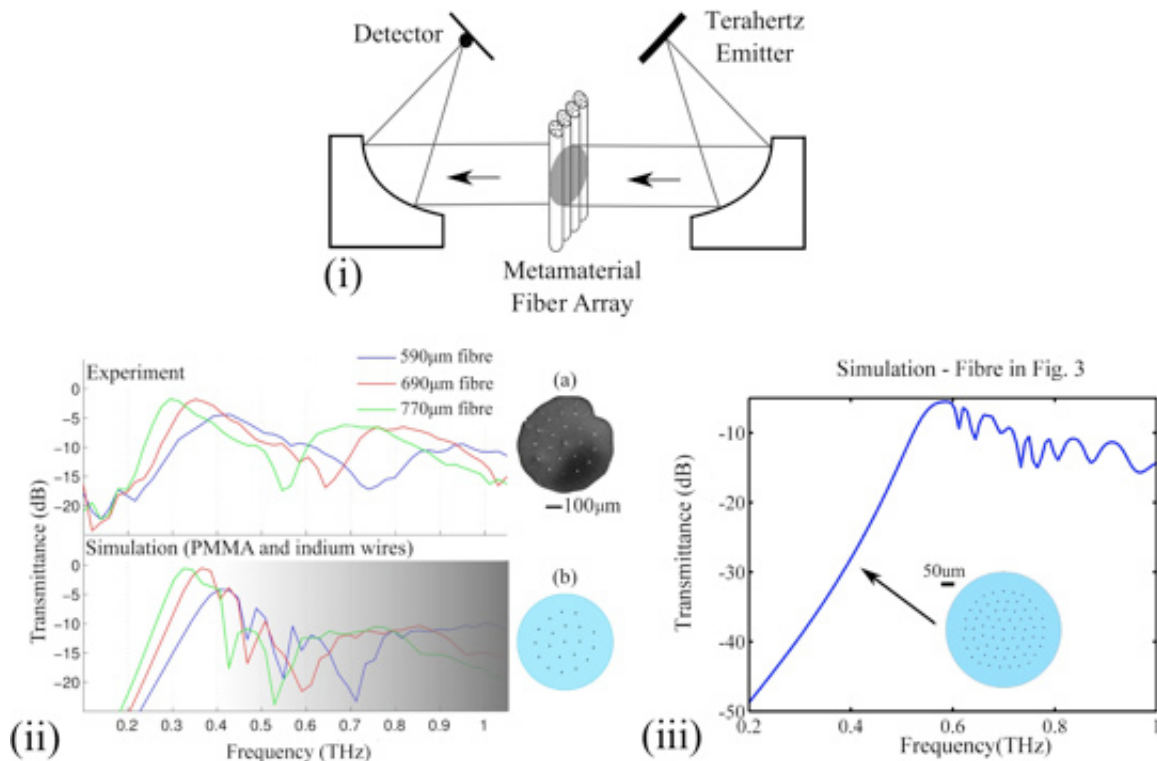 Detector
Terahertz
Emitter
(i)
Metamaterial
Fiber Array
Experiment
590μm fibre
690μm fibre
770μm fibre
0
−5
−10
−15
−20
(a)
100μm
Simulation (PMMA and indium wires)
0
−5
−10
−15
−20
Transmittance (dB)
(b)
0.2 0.3 0.4 0.5 0.6 0.7 0.8 0.9 1
Frequency (THz)
(ii)
Simulation - Fibre in Fig. 3
-10
-20
-30
-40
-50
Transmittance (dB)
50um
0.2 0.4 0.6 0.8 1
Frequency(THz)
(iii)